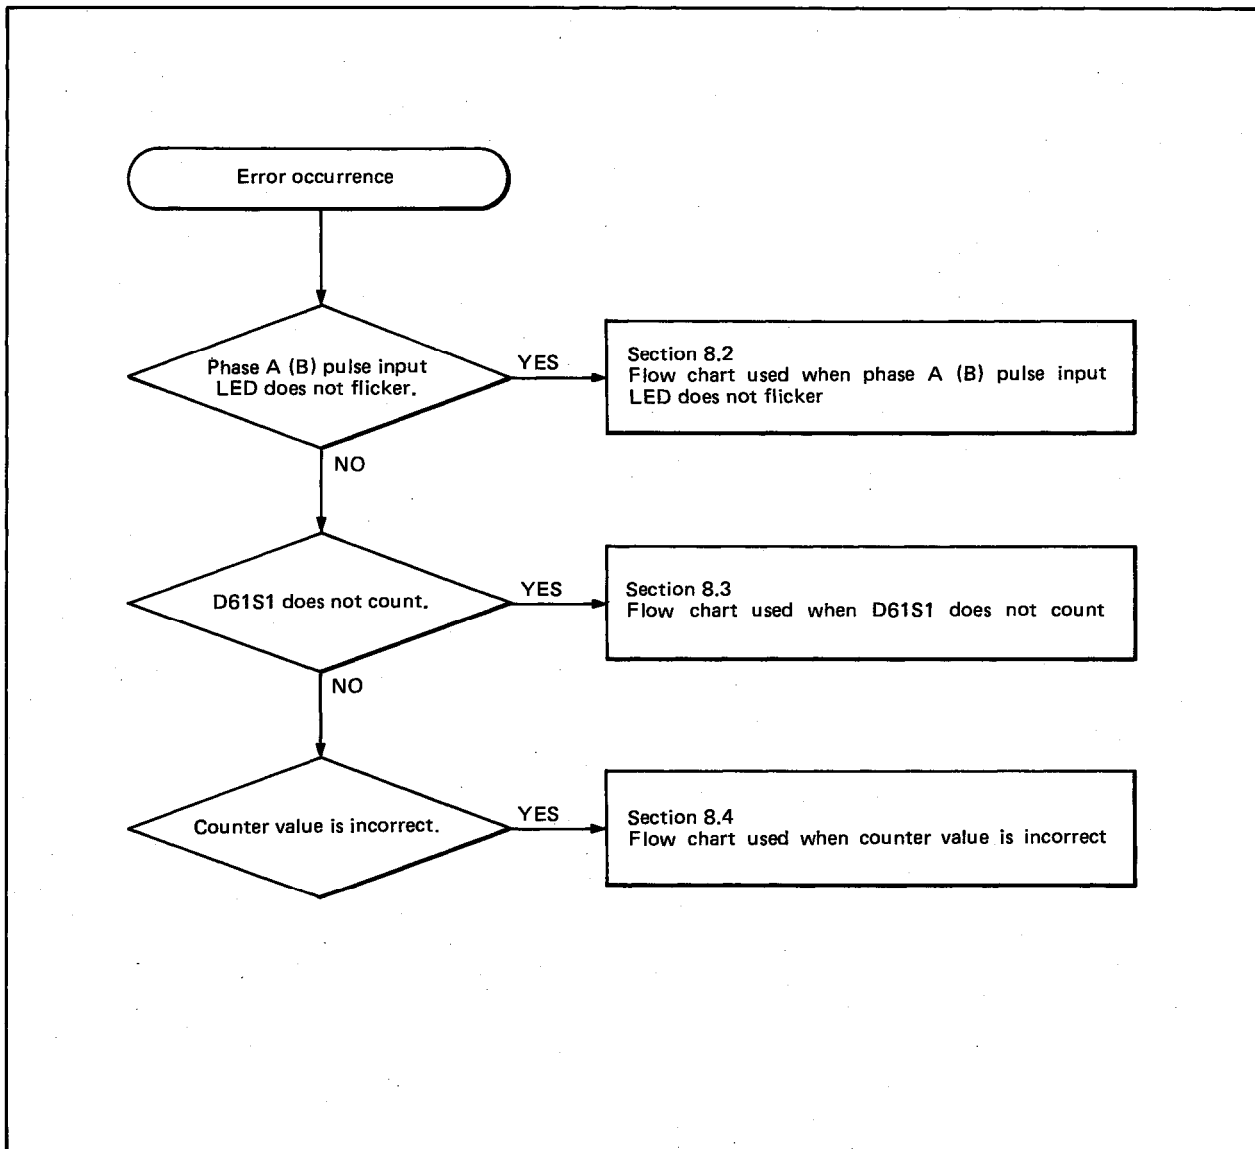 Error occurrence
Phase A (B) pulse input
LED does not flicker.
YES
Section 8.2
Flow chart used when phase A (B) pulse input
LED does not flicker
NO
D61S1 does not count.
YES
Section 8.3
Flow chart used when D61S1 does not count
NO
Counter value is incorrect.
YES
Section 8.4
Flow chart used when counter value is incorrect